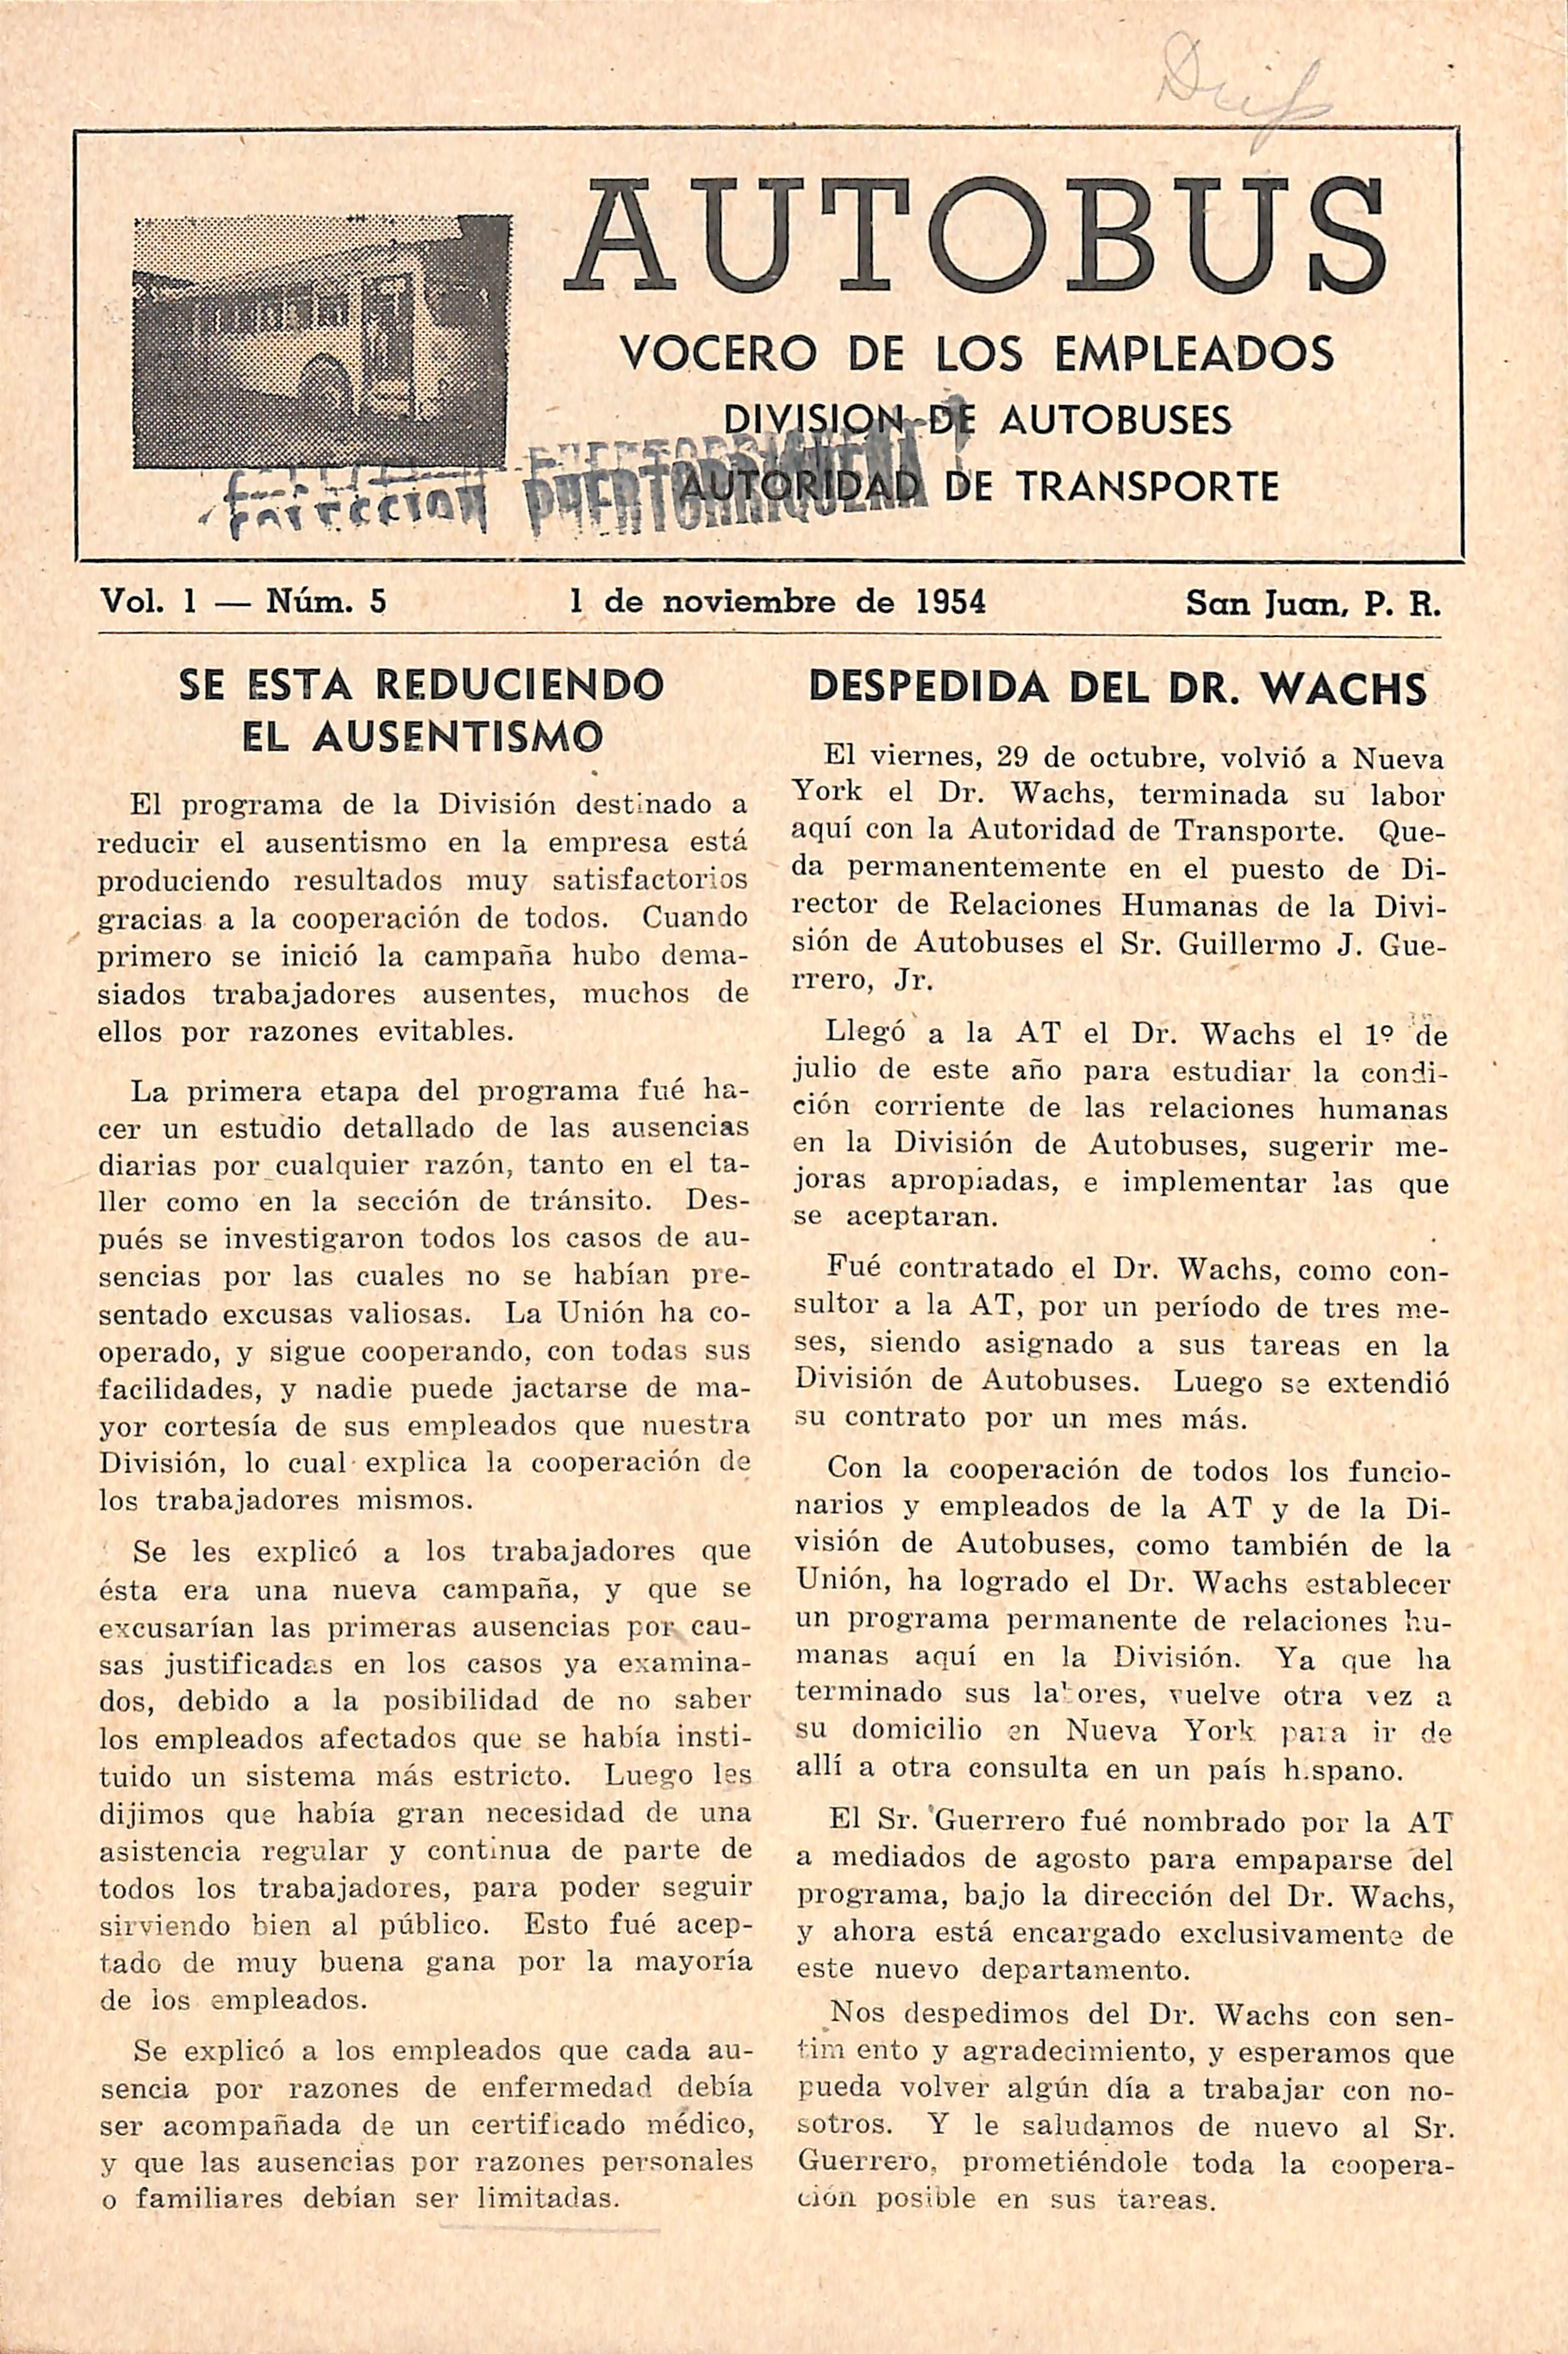 AUTOBUS
VOCERO DE LOS EMPLEADOS
DIVISION DE AUTOBUSES
AUTORIDAD DE TRANSPORTE
PUERTORRIQUEÑA
Vol. 1 — Núm. 5 1 de noviembre de 1954 San Juan, P. R.
SE ESTA REDUCIENDO
EL AUSENTISMO
El programa de la División destinado a
reducir el ausentismo en la empresa está
produciendo resultados muy satisfactorios
gracias a la cooperación de todos. Cuando
primero se inició la campaña hubo dema-
siados trabajadores ausentes, muchos de
ellos por razones evitables.
La primera etapa del programa fué ha-
cer un estudio detallado de las ausencias
diarias por cualquier razón, tanto en el ta-
ller como en la sección de tránsito. Des-
pués se investigaron todos los casos de au-
sencias por las cuales no se habían pre-
sentado excusas valiosas. La Unión ha co-
operado, y sigue cooperando, con todas sus
facilidades, y nadie puede jactarse de ma-
yor cortesía de sus empleados que nuestra
División, lo cual explica la cooperación de
los trabajadores mismos.
Se les explicó a los trabajadores que
ésta era una nueva campaña, y que se
excusarían las primeras ausencias por cau-
sas justificadas en los casos ya examina-
dos, debido a la posibilidad de no saber
los empleados afectados que se había insti-
tuido un sistema más estricto. Luego les
dijimos que había gran necesidad de una
asistencia regular y continua de parte de
todos los trabajadores, para poder seguir
sirviendo bien al público. Esto fué acep-
tado de muy buena gana por la mayoría
de los empleados.
Se explicó a los empleados que cada au-
sencia por razones de enfermedad debía
ser acompañada de un certificado médico,
y que las ausencias por razones personales
o familiares debían ser limitadas.
DESPEDIDA DEL DR. WACHS
El viernes, 29 de octubre, volvió a Nueva
York el Dr. Wachs, terminada su labor
aquí con la Autoridad de Transporte. Que-
da permanentemente en el puesto de Di-
rector de Relaciones Humanas de la Divi-
sión de Autobuses el Sr. Guillermo J. Gue-
rrero, Jr.
Llegó a la AT el Dr. Wachs el 1º de
julio de este año para estudiar la condi-
ción corriente de las relaciones humanas
en la División de Autobuses, sugerir me-
joras apropiadas, e implementar las que
se aceptaran.
Fué contratado el Dr. Wachs, como con-
sultor a la AT, por un período de tres me-
ses, siendo asignado a sus tareas en la
División de Autobuses. Luego se extendió
su contrato por un mes más.
Con la cooperación de todos los funcio-
narios y empleados de la AT y de la Di-
visión de Autobuses, como también de la
Unión, ha logrado el Dr. Wachs establecer
un programa permanente de relaciones hu-
manas aquí en la División. Ya que ha
terminado sus labores, vuelve otra vez a
su domicilio en Nueva York para ir de
allí a otra consulta en un país hispano.
El Sr. Guerrero fué nombrado por la AT
a mediados de agosto para empaparse del
programa, bajo la dirección del Dr. Wachs,
y ahora está encargado exclusivamente de
este nuevo departamento.
Nos despedimos del Dr. Wachs con sen-
timiento y agradecimiento, y esperamos que
pueda volver algún día a trabajar con no-
sotros. Y le saludamos de nuevo al Sr.
Guerrero, prometiéndole toda la coopera-
ción posible en sus tareas.